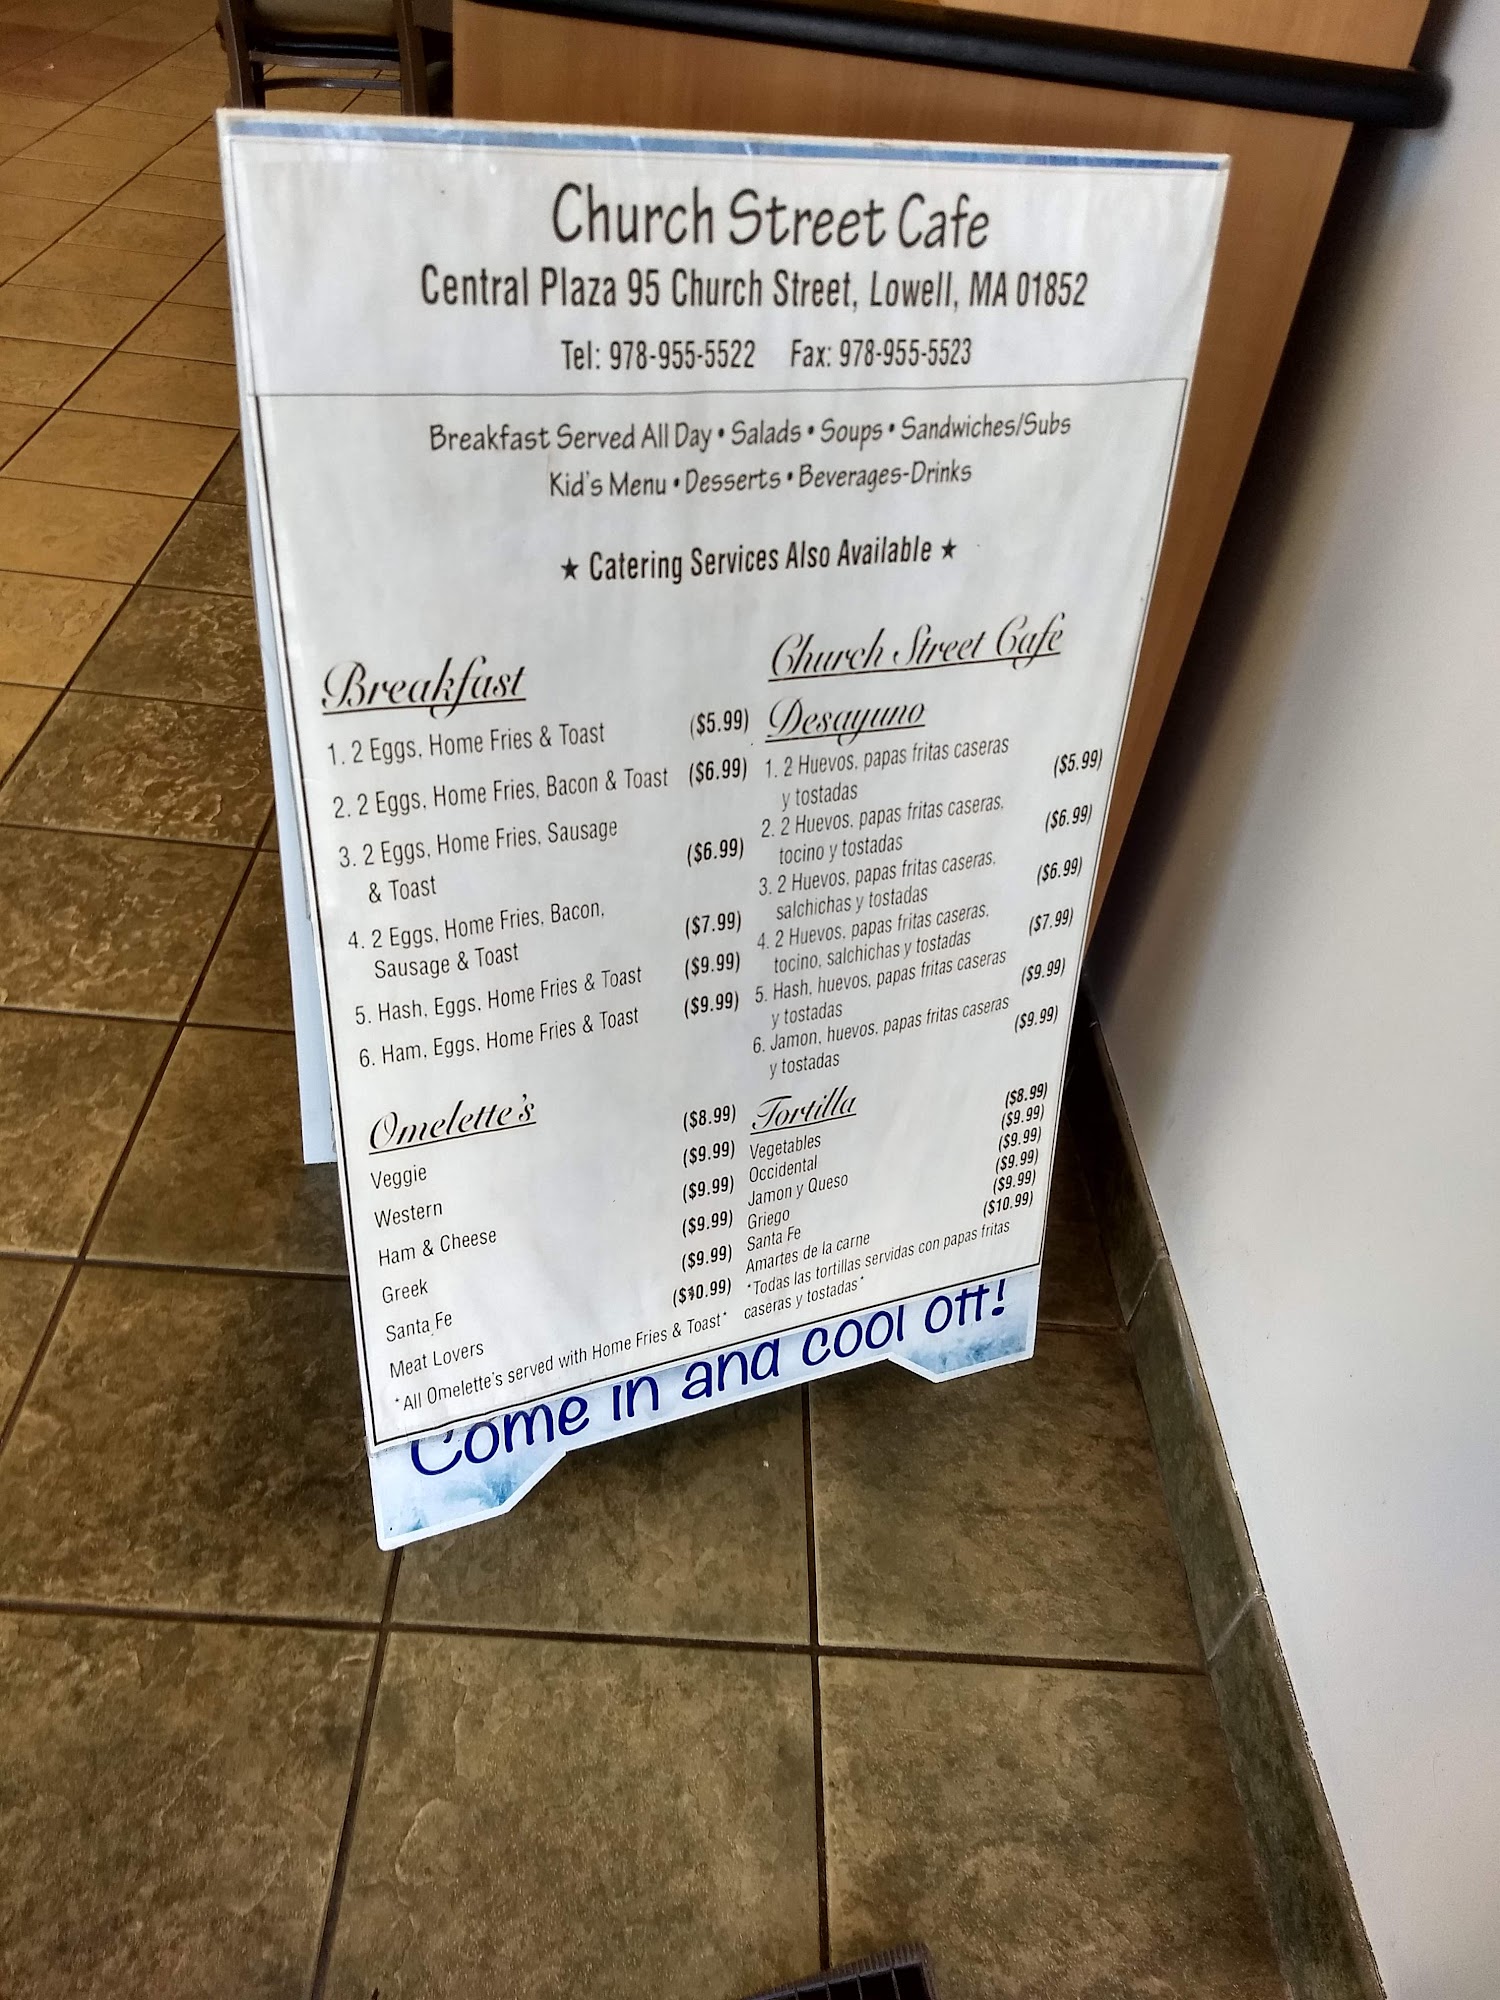 Church Street Cafe
Central Plaza 95 Church Street, Lowell, MA 01852
Tel: 978-955-5522 Fax: 978-955-5523
Breakfast Served All Day • Salads • Soups • Sandwiches/Subs
Kid's Menu • Desserts • Beverages-Drinks
★ Catering Services Also Available ★
Breakfast
1. 2 Eggs, Home Fries & Toast ($5.99)
2. 2 Eggs, Home Fries, Bacon & Toast ($6.99)
3. 2 Eggs, Home Fries, Sausage
& Toast ($6.99)
4. 2 Eggs, Home Fries, Bacon,
Sausage & Toast ($7.99)
5. Hash, Eggs, Home Fries & Toast ($9.99)
6. Ham, Eggs, Home Fries & Toast ($9.99)
Omelette's
Veggie ($8.99)
Western ($9.99)
Ham & Cheese ($9.99)
Greek ($9.99)
Santa Fe ($9.99)
Meat Lovers ($10.99)
*All Omelette's served with Home Fries & Toast*
Church Street Cafe
Desayuno
1. 2 Huevos, papas fritas caseras
y tostadas ($5.99)
2. 2 Huevos, papas fritas caseras,
tocino y tostadas ($6.99)
3. 2 Huevos, papas fritas caseras,
salchichas y tostadas ($6.99)
4. 2 Huevos, papas fritas caseras,
tocino, salchichas y tostadas ($7.99)
5. Hash, huevos, papas fritas caseras
y tostadas ($9.99)
6. Jamon, huevos, papas fritas caseras
y tostadas ($9.99)
Tortilla
Vegetables ($8.99)
Occidental ($9.99)
Jamon y Queso ($9.99)
Griego ($9.99)
Santa Fe ($9.99)
Amartes de la carne ($10.99)
*Todas las tortillas servidas con papas fritas
caseras y tostadas*
Come in and cool off!